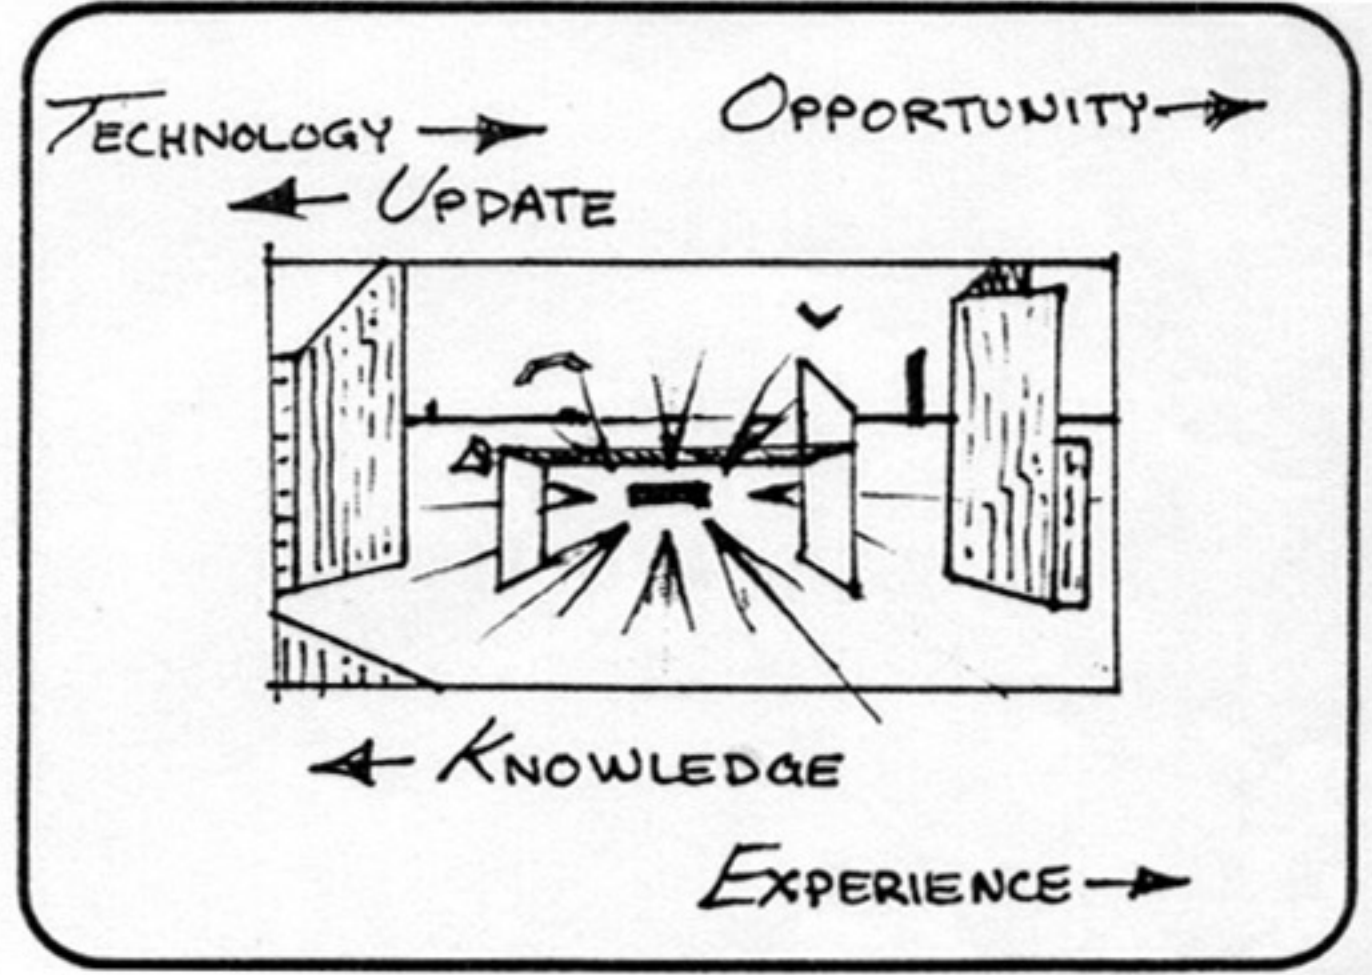 TECHNOLOGY →
OPPORTUNITY →
← UPDATE
← KNOWLEDGE
EXPERIENCE →